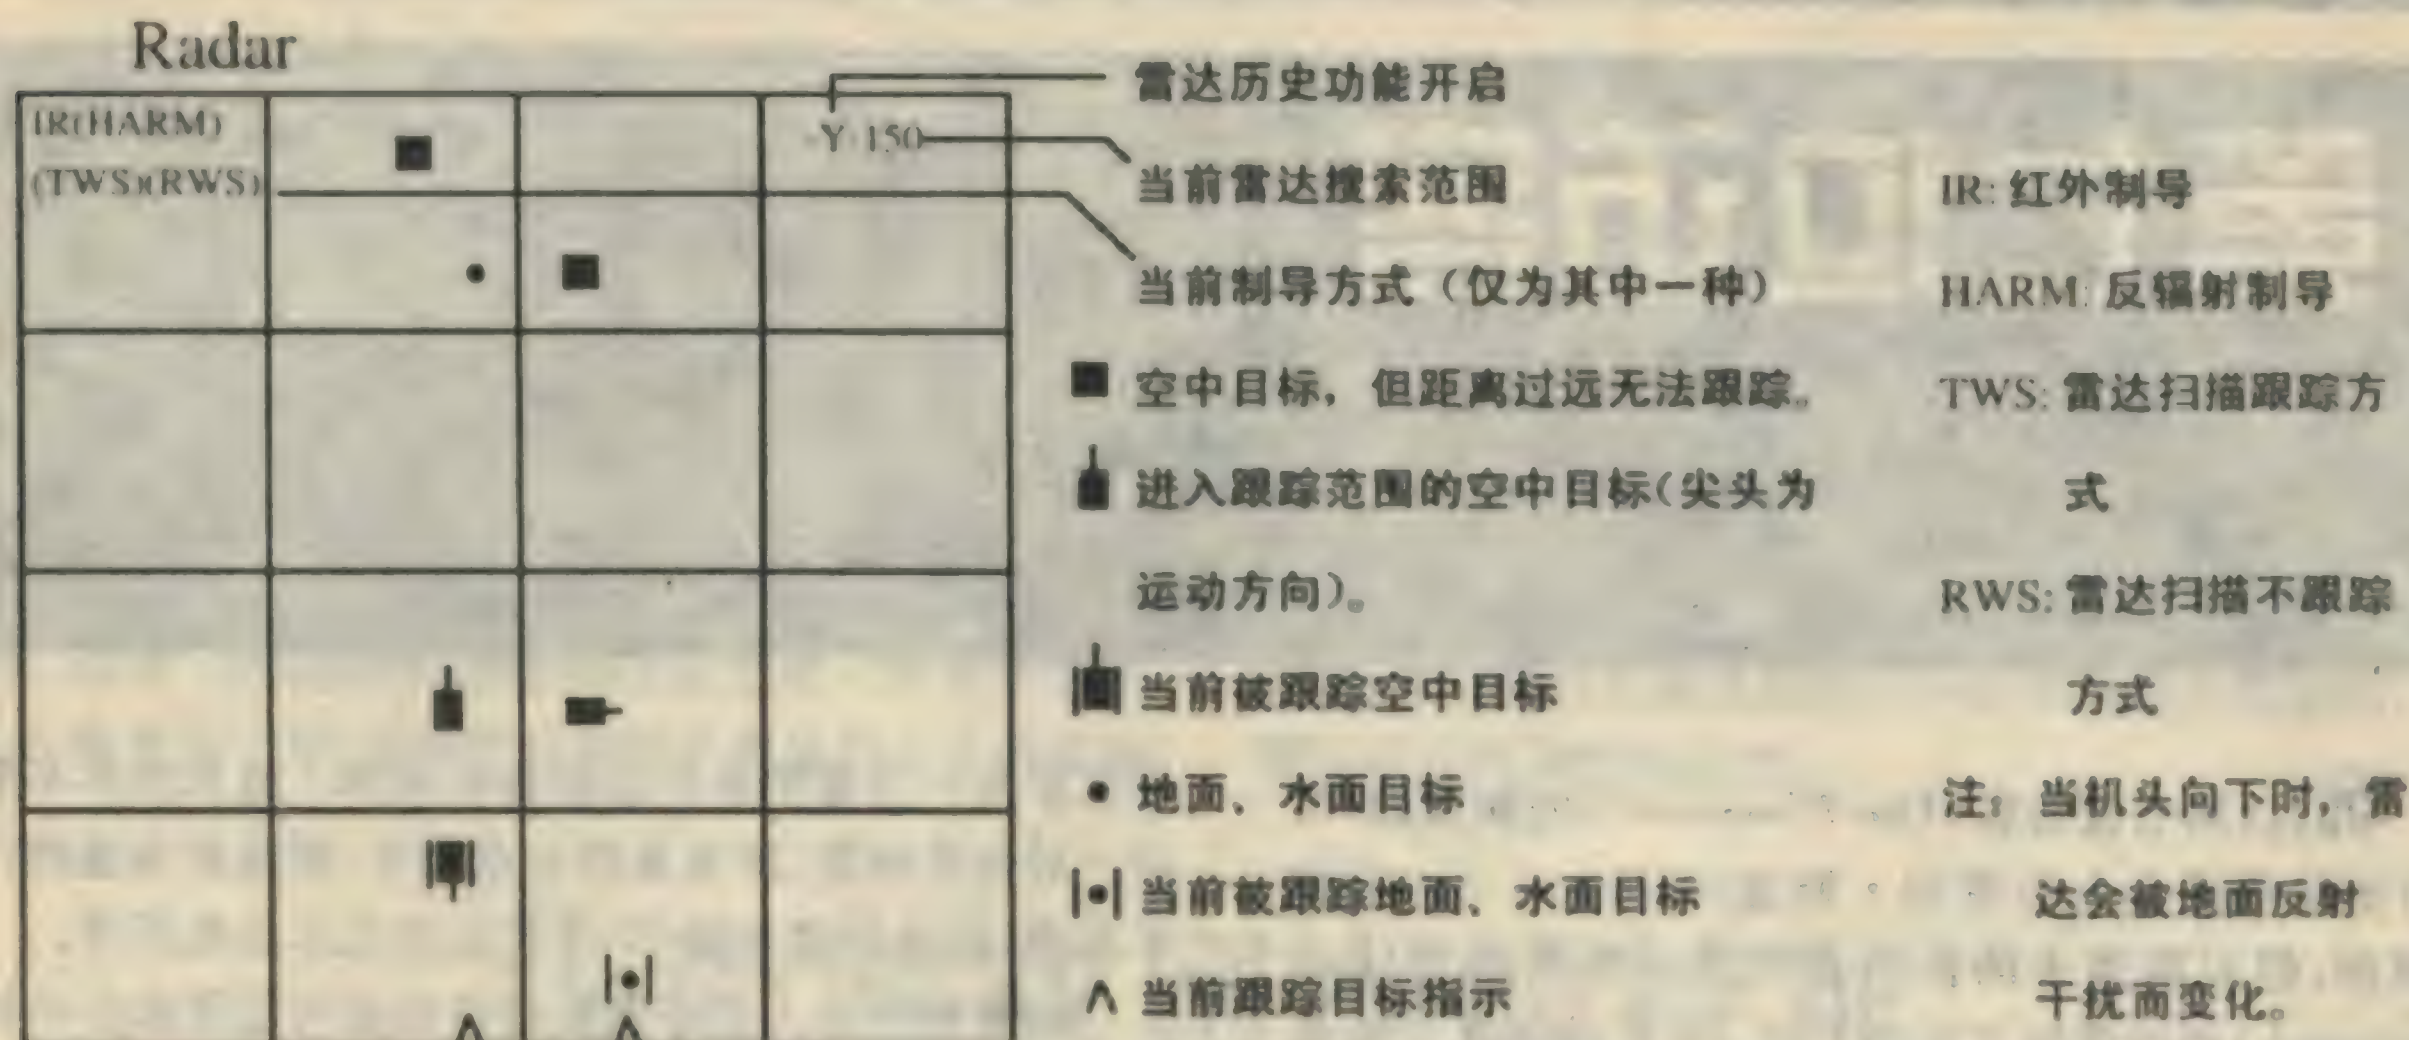 Radar
IR(HARM)
(TWS)(RWS)
-Y-150
雷达历史功能开启
当前雷达搜索范围
当前制导方式（仅为其中一种）
空中目标，但距离过远无法跟踪。
进入跟踪范围的空中目标(尖头为
运动方向)。
当前被跟踪空中目标
地面、水面目标
当前被跟踪地面、水面目标
当前跟踪目标指示
IR: 红外制导
HARM: 反辐射制导
TWS: 雷达扫描跟踪方
式
RWS: 雷达扫描不跟踪
方式
注：当机头向下时，雷
达会被地面反射
干扰而变化。